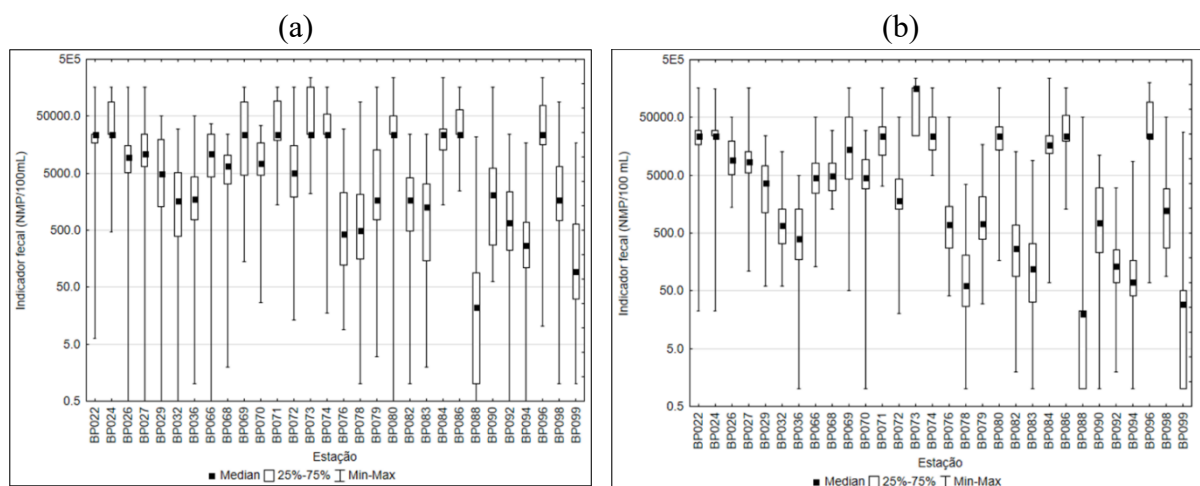 (a)
(b)
Indicador fecal (NMP/100mL)
5E5
50000.0
5000.0
500.0
50.0
5.0
0.5
BP022
BP024
BP026
BP027
BP029
BP032
BP036
BP066
BP068
BP069
BP070
BP071
BP072
BP073
BP074
BP076
BP078
BP079
BP080
BP082
BP083
BP084
BP086
BP088
BP090
BP092
BP094
BP096
BP098
BP099
Estação
Median 25%-75% Min-Max
Indicador fecal (NMP/100 mL)
5E5
50000.0
5000.0
500.0
50.0
5.0
0.5
BP022
BP024
BP026
BP027
BP029
BP032
BP036
BP066
BP068
BP069
BP070
BP071
BP072
BP073
BP074
BP076
BP078
BP079
BP080
BP082
BP083
BP084
BP086
BP088
BP090
BP092
BP094
BP096
BP098
BP099
Estação
Median 25%-75% Min-Max